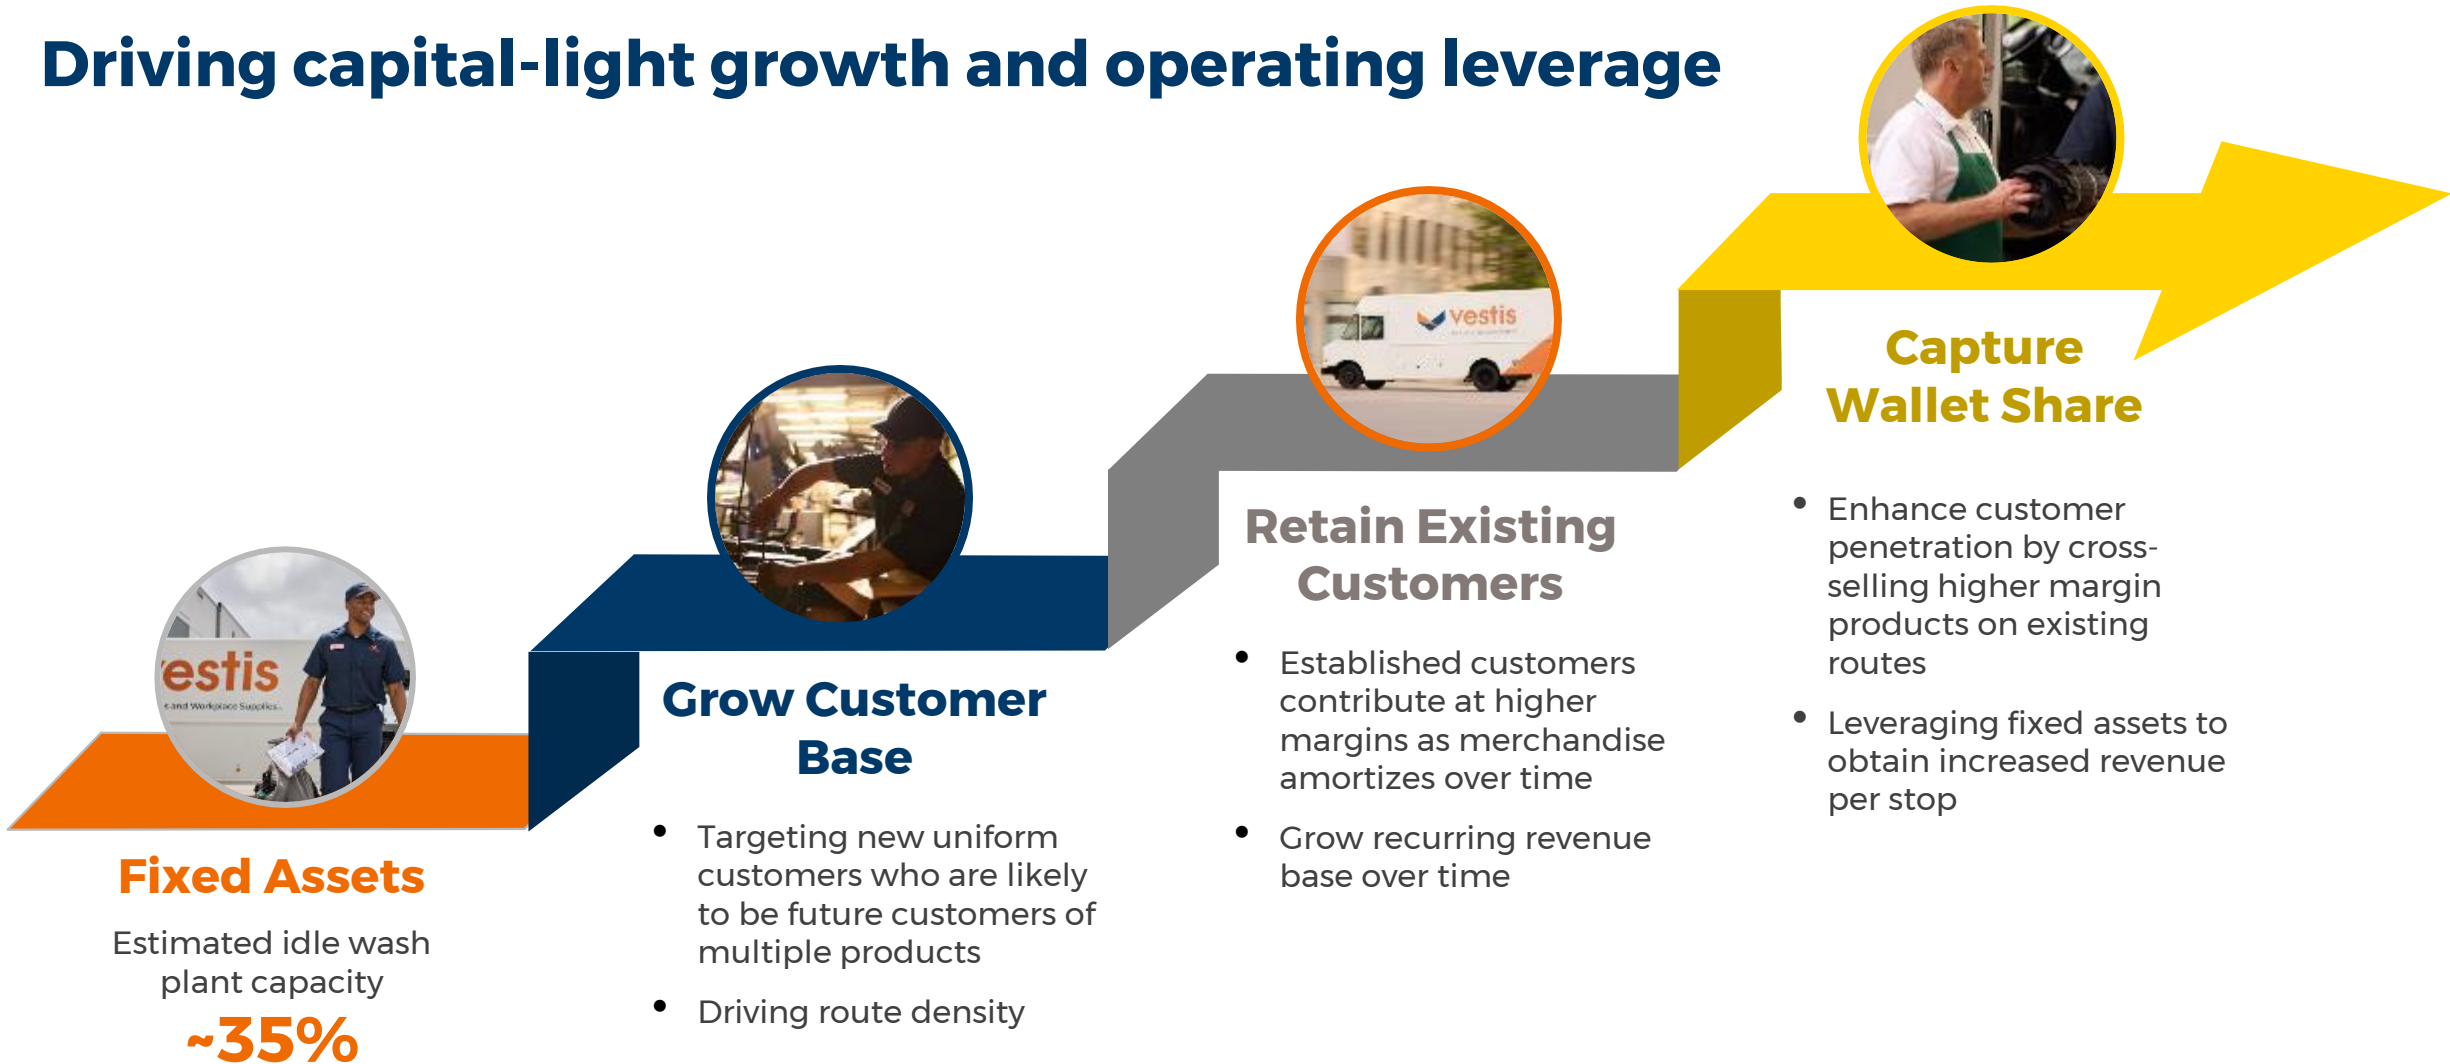 Driving capital-light growth and operating leverage
vestis
Capture
Wallet Share
Enhance customer
penetration by cross-
selling higher margin
products on existing
routes
Leveraging fixed assets to
obtain increased revenue
per stop
Retain Existing
Customers
• Established customers
contribute at higher
margins as merchandise
amortizes over time
• Grow recurring revenue
base over time
Grow Customer
Base
• Targeting new uniform
customers who are likely
to be future customers of
multiple products
• Driving route density
estis
and Workplace Supplies
Fixed Assets
Estimated idle wash
plant capacity
~35%